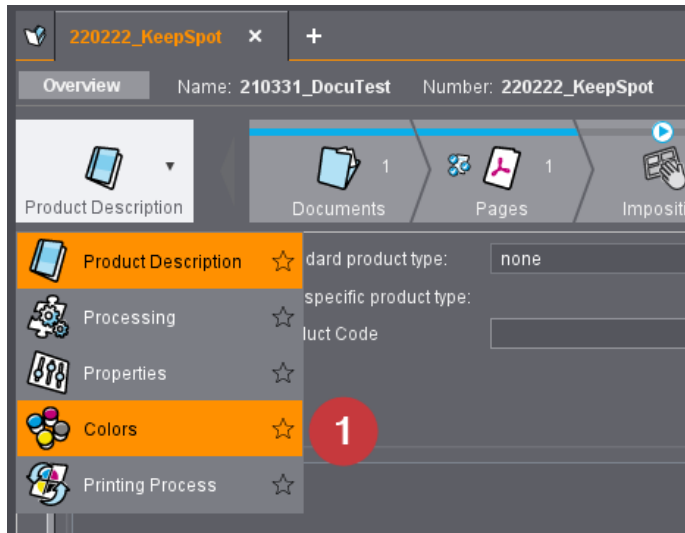 220222_KeepSpot × +
Overview Name: 210331_DocuTest Number: 220222_KeepSpot
Product Description
1
Documents
1
Pages
Impositi
Product Description
dard product type: none
Processing
specific product type:
luct Code
Properties
Colors
1
Printing Process